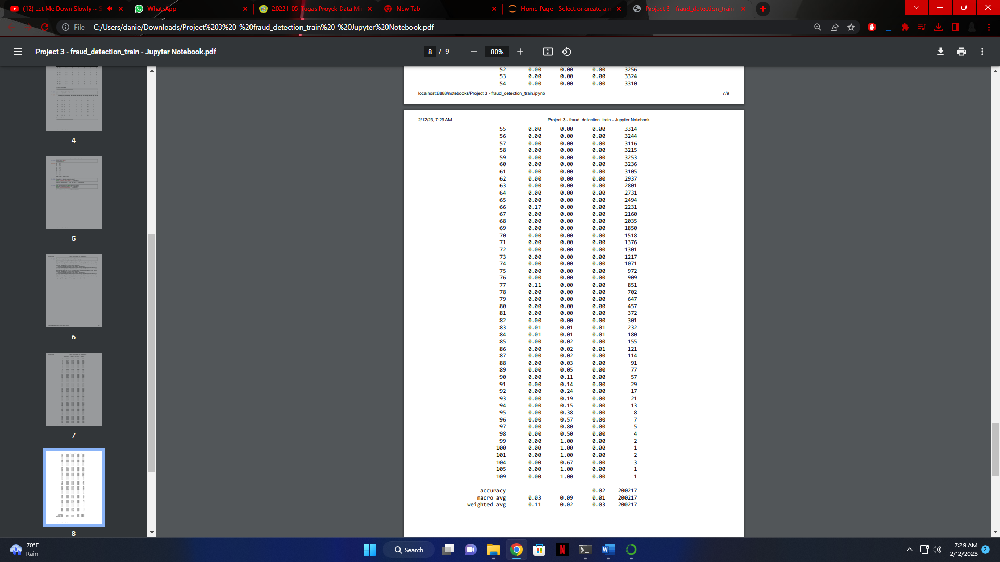 (12) Let Me Down Slowly ~ S
WhatsApp
20221-05-Tugas Proyek Data Mi
New Tab
Home Page - Select or create a n
Project 3 - fraud_detection_train
File
C:/Users/danie/Downloads/Project%203%20-%20fraud_detection_train%20-%20Jupyter%20Notebook.pdf
Project 3 - fraud_detection_train - Jupyter Notebook.pdf
8 / 9
80%
4
5
6
7
8
52 0.00 0.00 0.00 3256
53 0.00 0.00 0.00 3324
54 0.00 0.00 0.00 3310
localhost:8888/notebooks/Project 3 - fraud_detection_train.ipynb 7/9
2/12/23, 7:29 AM Project 3 - fraud_detection_train - Jupyter Notebook
55 0.00 0.00 0.00 3314
56 0.00 0.00 0.00 3244
57 0.00 0.00 0.00 3116
58 0.00 0.00 0.00 3215
59 0.00 0.00 0.00 3253
60 0.00 0.00 0.00 3236
61 0.00 0.00 0.00 3105
62 0.00 0.00 0.00 2937
63 0.00 0.00 0.00 2801
64 0.00 0.00 0.00 2731
65 0.00 0.00 0.00 2494
66 0.17 0.00 0.00 2231
67 0.00 0.00 0.00 2160
68 0.00 0.00 0.00 2035
69 0.00 0.00 0.00 1850
70 0.00 0.00 0.00 1518
71 0.00 0.00 0.00 1376
72 0.00 0.00 0.00 1301
73 0.00 0.00 0.00 1217
74 0.00 0.00 0.00 1071
75 0.00 0.00 0.00 972
76 0.00 0.00 0.00 909
77 0.11 0.00 0.00 851
78 0.00 0.00 0.00 702
79 0.00 0.00 0.00 647
80 0.00 0.00 0.00 457
81 0.00 0.00 0.00 372
82 0.00 0.00 0.00 301
83 0.01 0.01 0.01 232
84 0.01 0.01 0.01 180
85 0.00 0.02 0.00 155
86 0.00 0.02 0.01 121
87 0.00 0.02 0.00 114
88 0.00 0.03 0.00 91
89 0.00 0.05 0.00 77
90 0.00 0.11 0.00 57
91 0.00 0.14 0.00 29
92 0.00 0.24 0.00 17
93 0.00 0.19 0.00 21
94 0.00 0.15 0.00 13
95 0.00 0.38 0.00 8
96 0.00 0.57 0.00 7
97 0.00 0.80 0.00 5
98 0.00 0.50 0.00 4
99 0.00 1.00 0.00 2
100 0.00 1.00 0.00 1
101 0.00 1.00 0.00 2
104 0.00 0.67 0.00 3
105 0.00 1.00 0.00 1
109 0.00 1.00 0.00 1
accuracy 0.02 200217
macro avg 0.03 0.09 0.01 200217
weighted avg 0.11 0.02 0.03 200217
70°F
Rain
Search
7:29 AM
2/12/2023
2